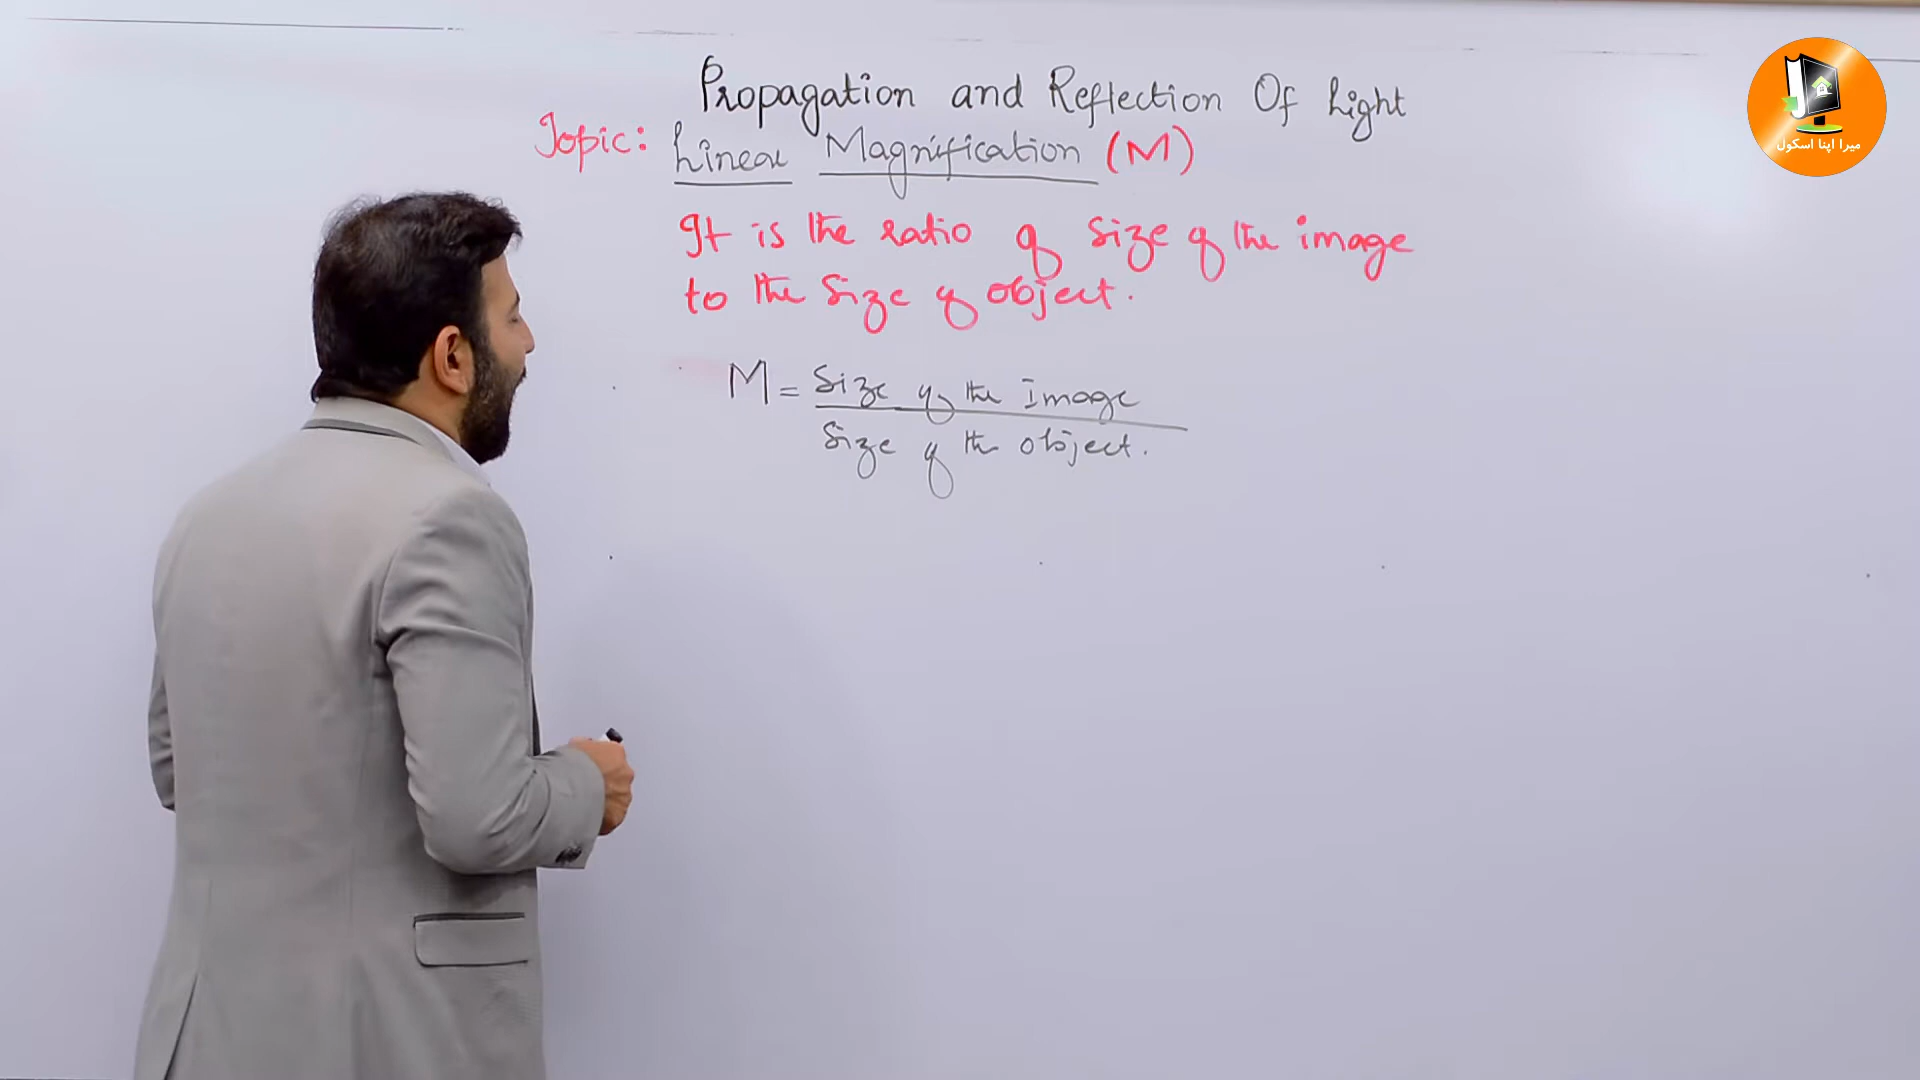 Propagation and Reflection Of Light
Topic: Linear Magnification (M)
It is the ratio of size of the image
to the size of object.
M = Size of the Image
Size of the object.
میرا اپنا اسکول